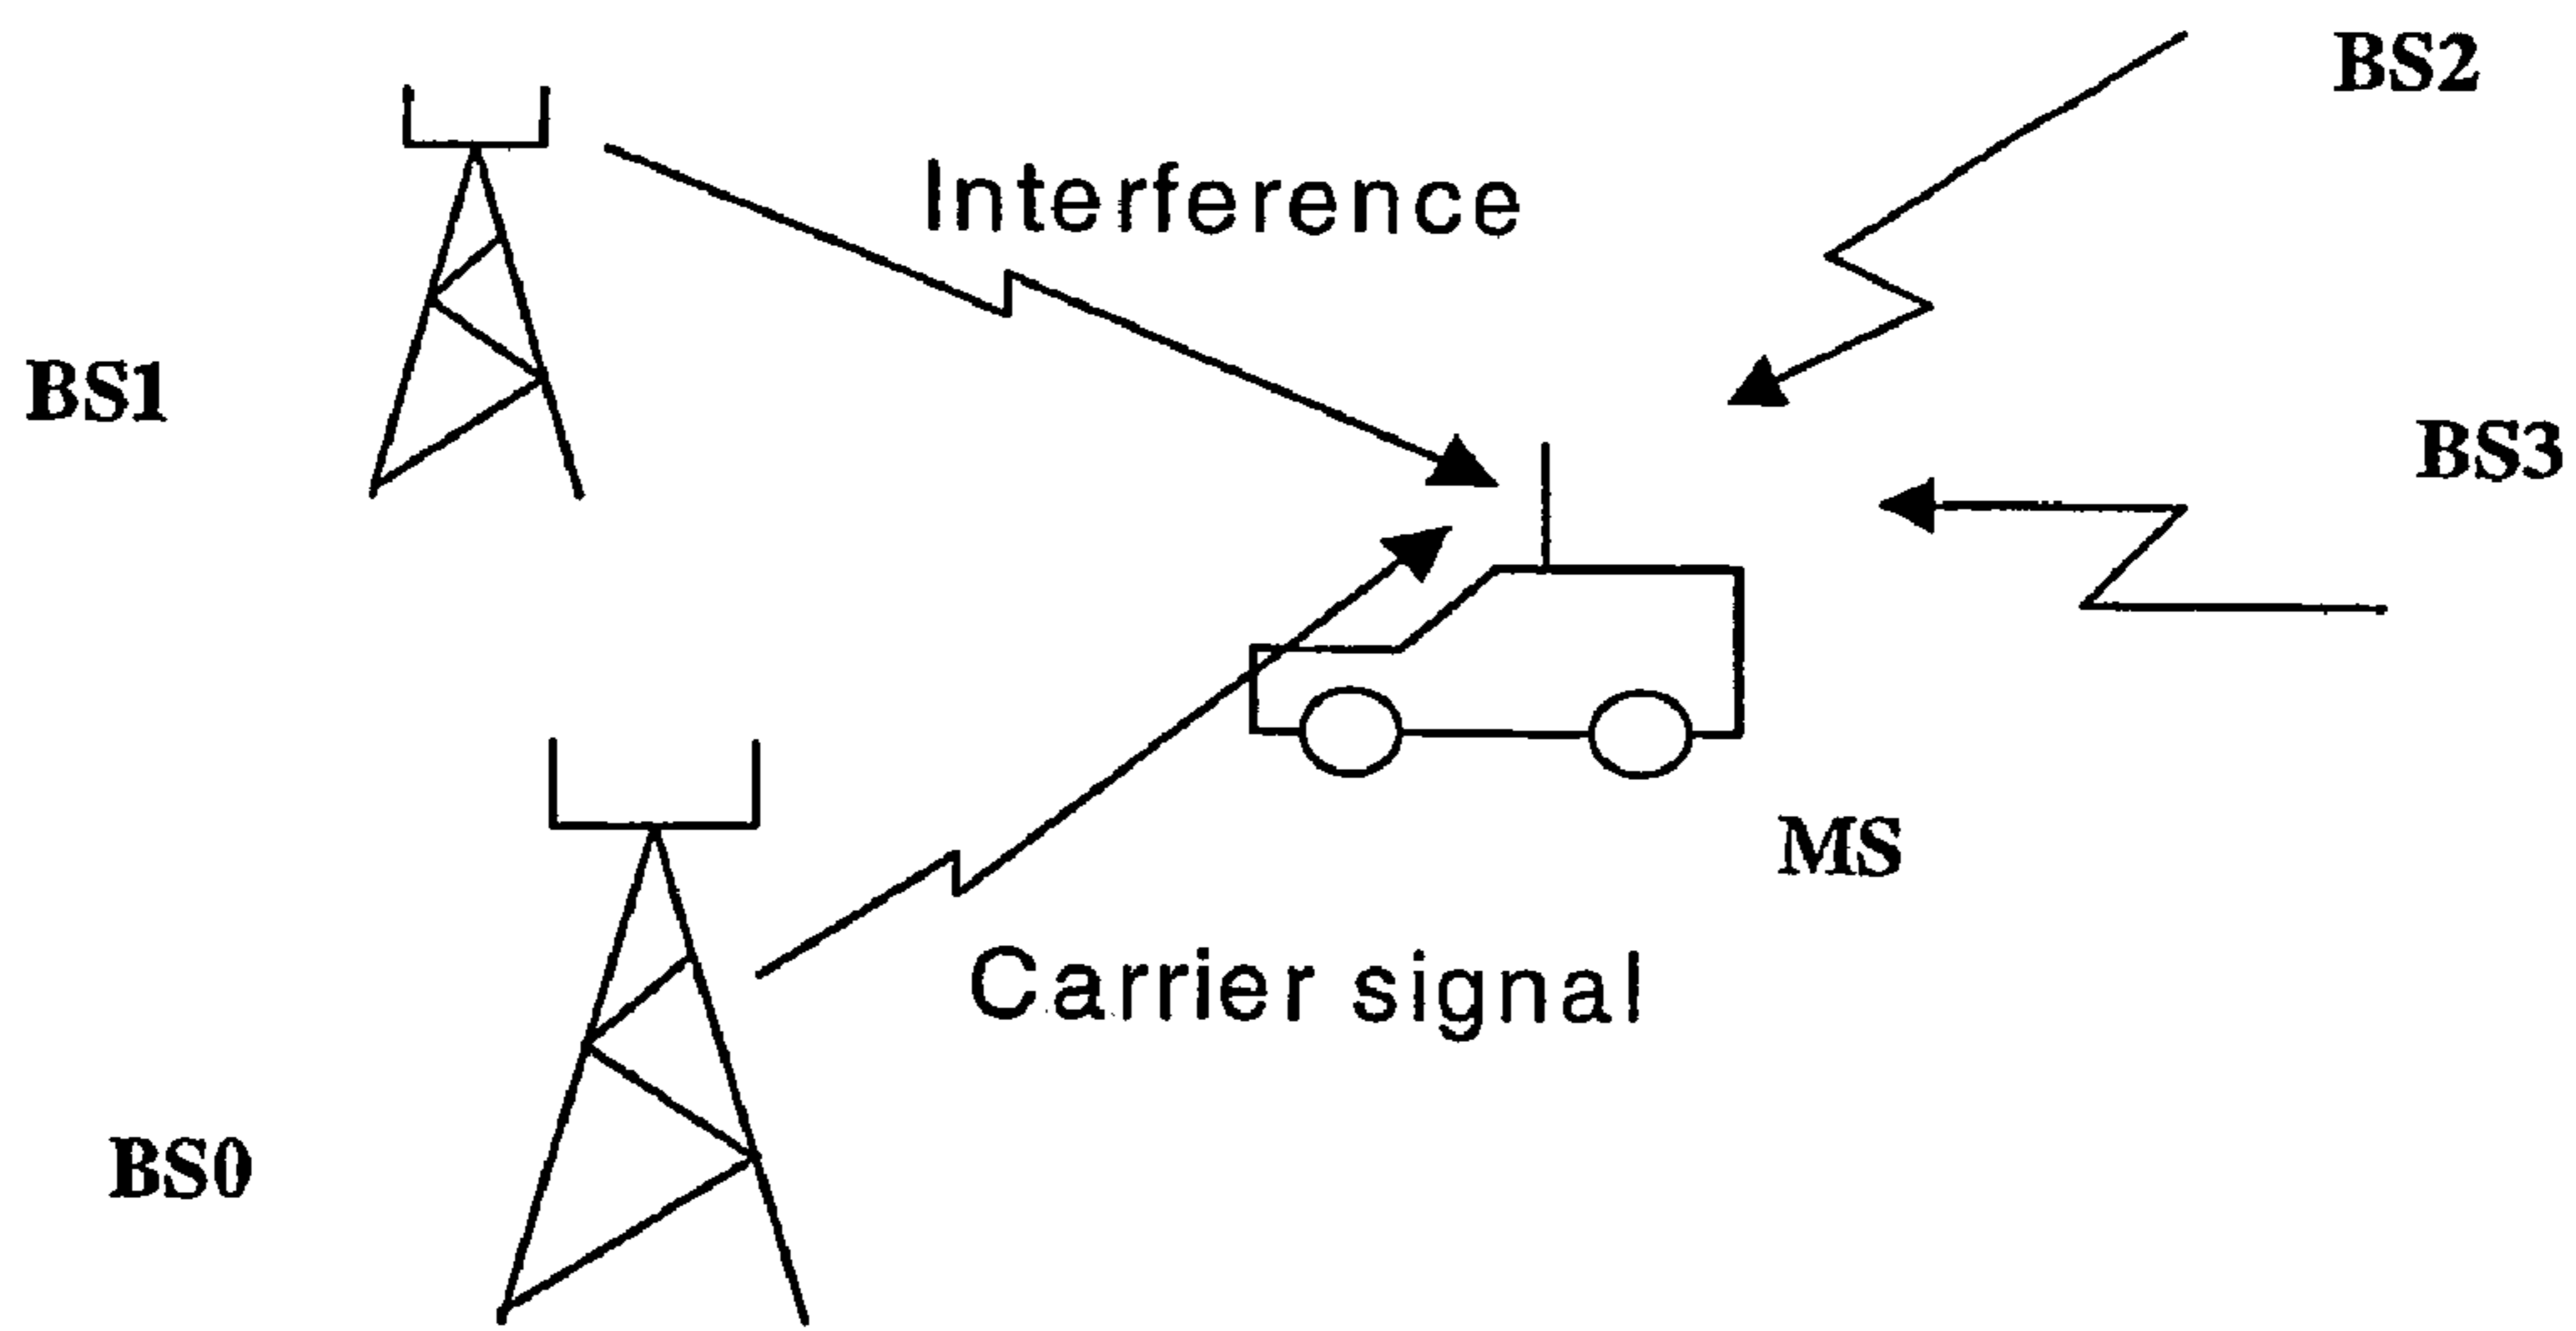 BS2
Interference
BS1
BS3
MS
Carrier signal
BS0